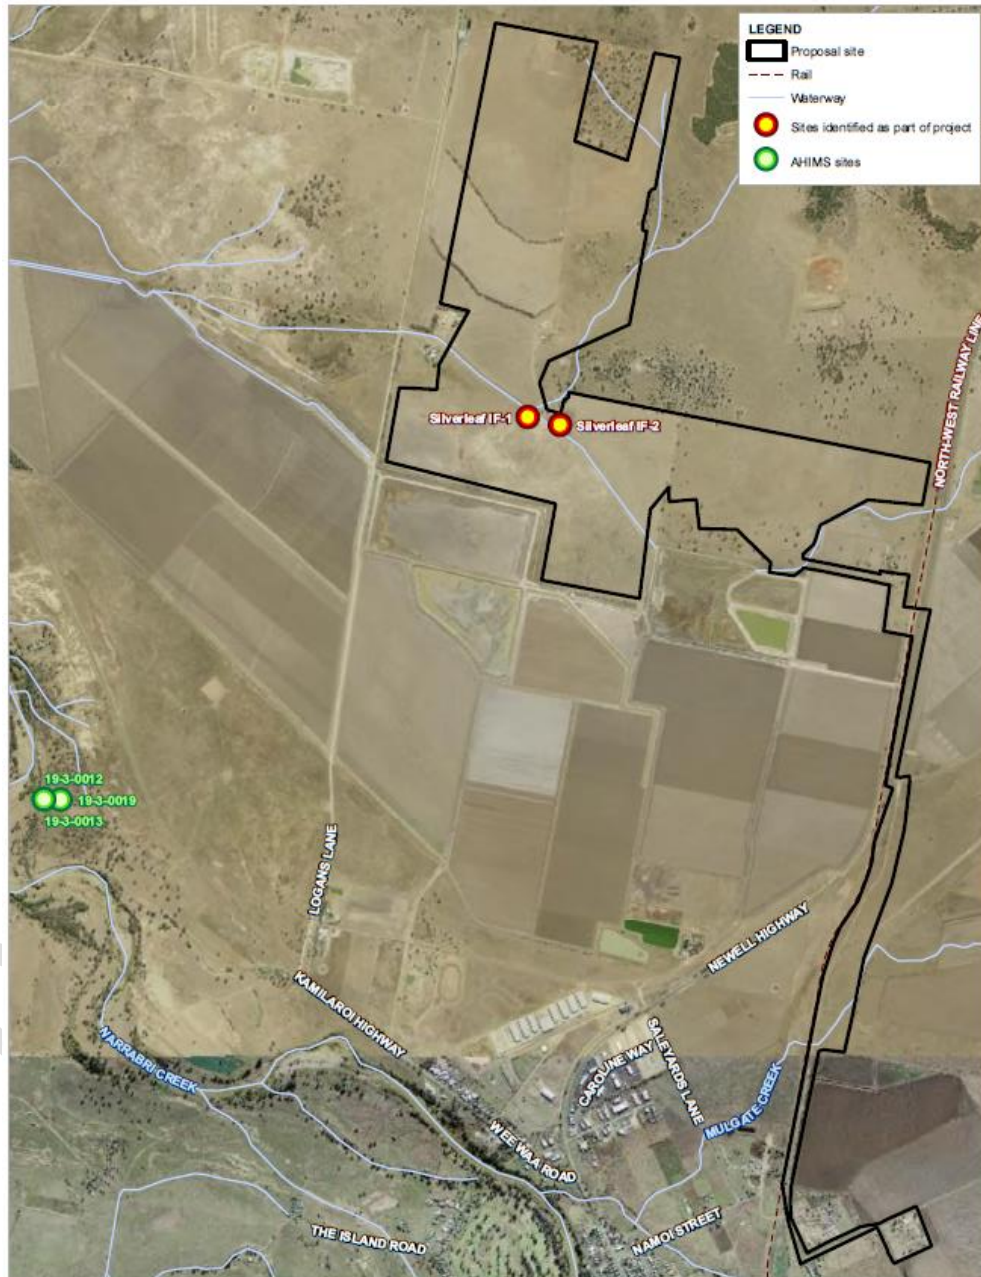 LEGEND
Proposal site
Rail
Waterway
Sites identified as part of project
AHIMS sites
NORTH-WEST RAILWAY LINE
Silverleaf IF-1
Silverleaf IF-2
19-3-0012
19-3-0019
19-3-0013
LOGANS LANE
NEWELL HIGHWAY
KAMILAROI HIGHWAY
NARRABRI CREEK
SALEYARDS LANE
CAROLINE WAY
MULGATE CREEK
WEE WAA ROAD
NAMOI STREET
THE ISLAND ROAD